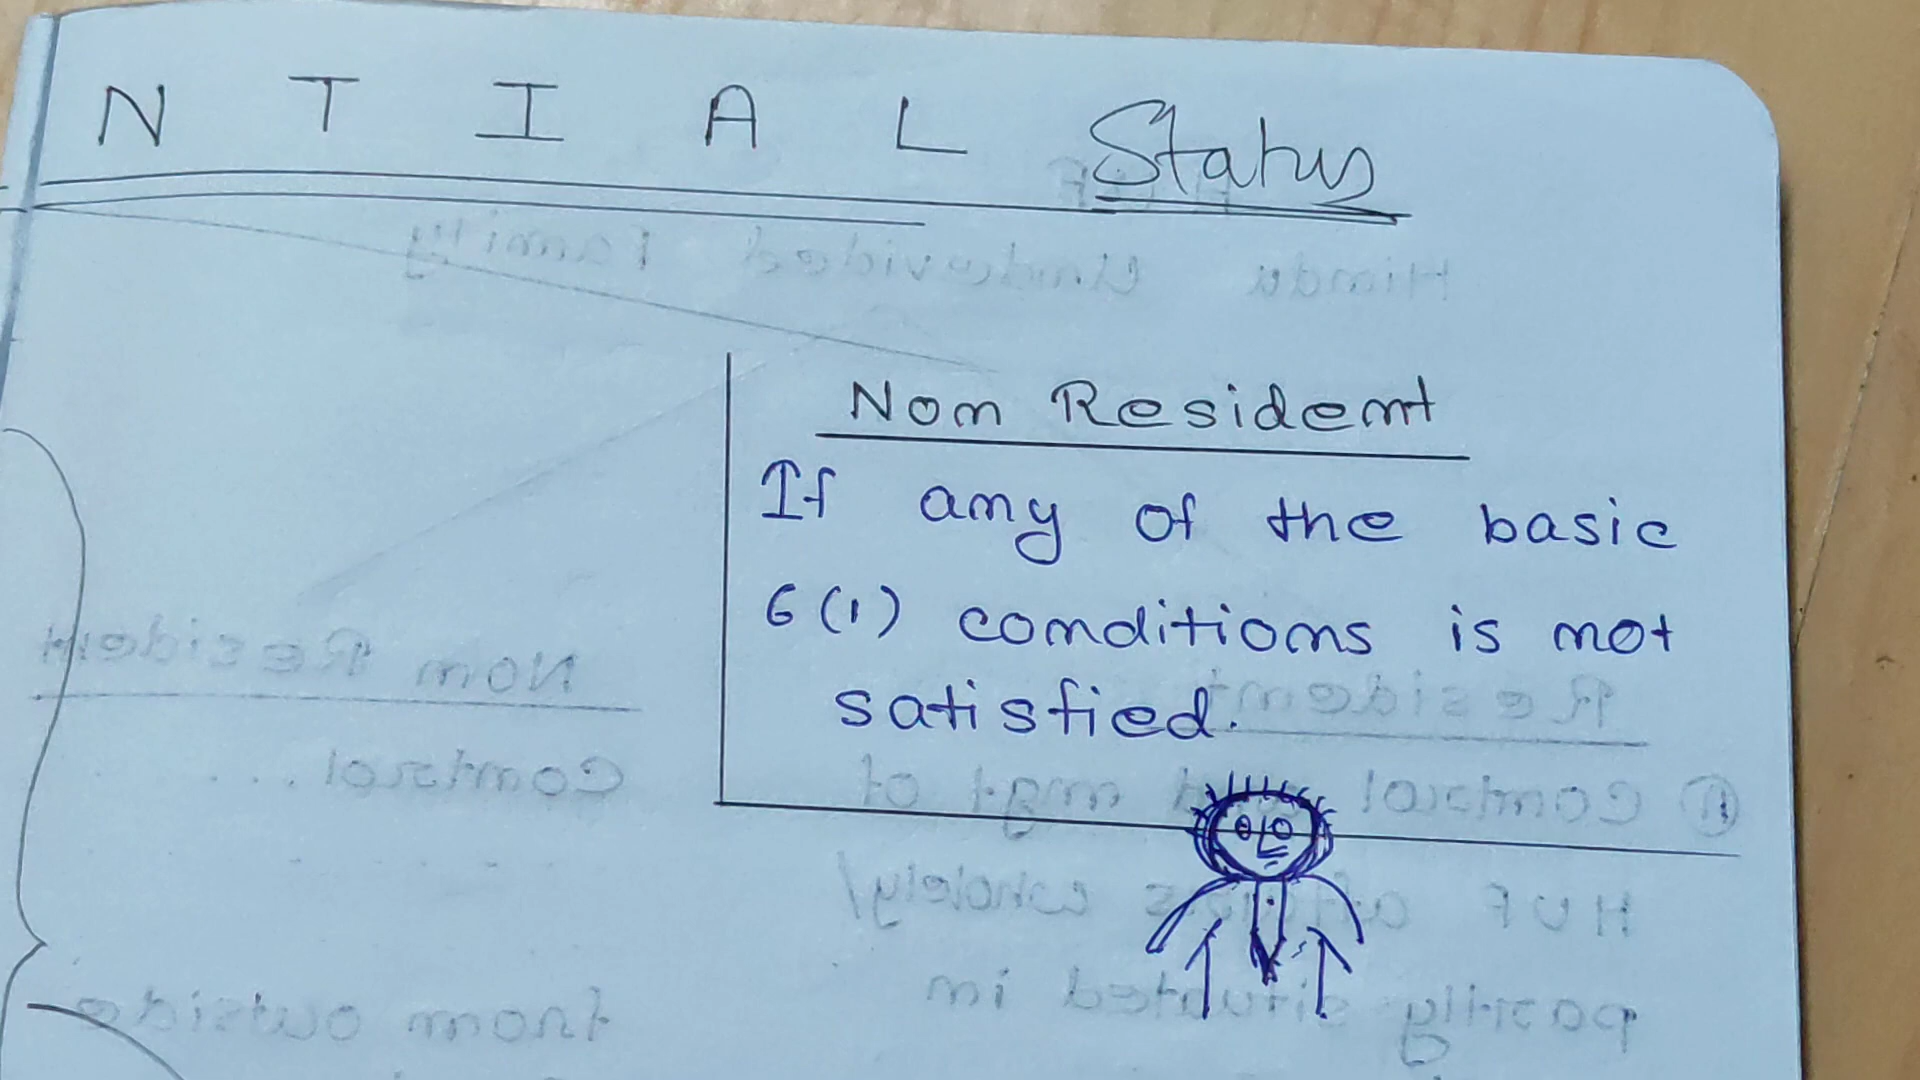 N T I A L Status
Non Resident
If any of the basic
6(1) conditions is not
satisfied.